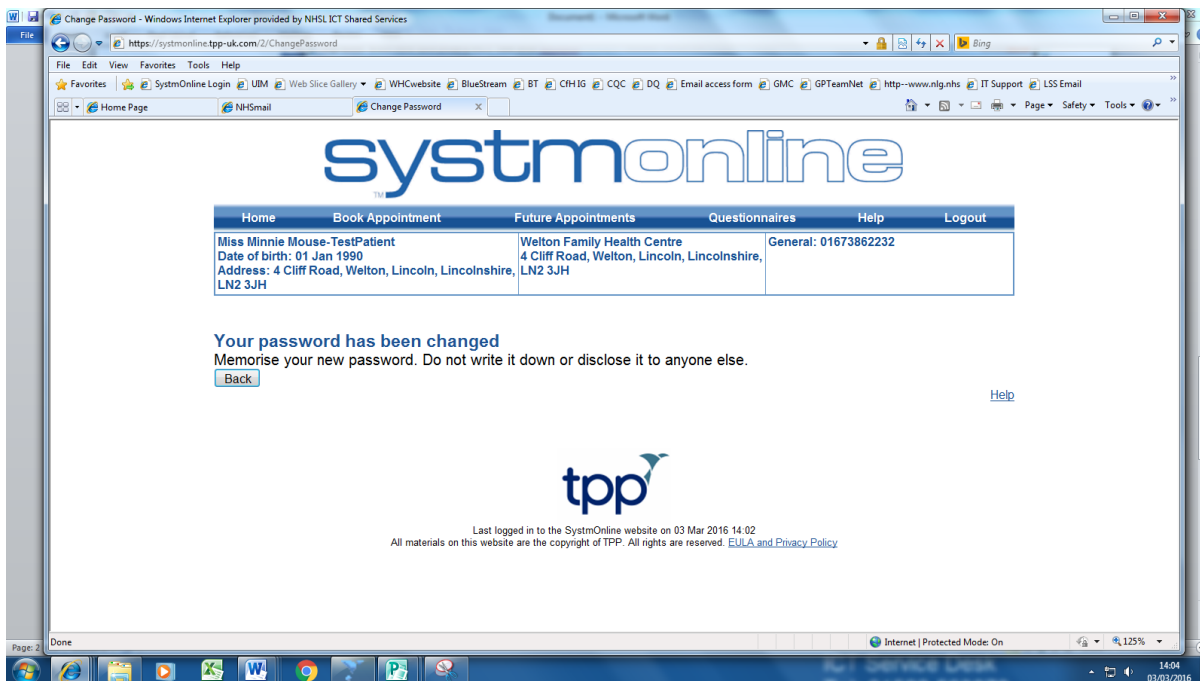 Change Password - Windows Internet Explorer provided by NHSL ICT Shared Services
Document1 - Microsoft Word
File
https://systmonline.tpp-uk.com/2/ChangePassword
Bing
File Edit View Favorites Tools Help
Favorites SystmOnline Login UIM Web Slice Gallery WHCwebsite BlueStream BT CfH IG CQC DQ Email access form GMC GPTeamNet http--www.nlg.nhs IT Support LSS Email
Home Page NHSmail Change Password x Page Safety Tools
systmonline
TM
Home Book Appointment Future Appointments Questionnaires Help Logout
Miss Minnie Mouse-TestPatient Welton Family Health Centre General: 01673862232
Date of birth: 01 Jan 1990 4 Cliff Road, Welton, Lincoln, Lincolnshire,
Address: 4 Cliff Road, Welton, Lincoln, Lincolnshire, LN2 3JH
LN2 3JH
Your password has been changed
Memorise your new password. Do not write it down or disclose it to anyone else.
Back
Help
tpp
Last logged in to the SystmOnline website on 03 Mar 2016 14:02
All materials on this website are the copyright of TPP. All rights are reserved. EULA and Privacy Policy
Page: 2 Done Internet | Protected Mode: On 125%
ICT Service Desk
14:04
03/03/2016